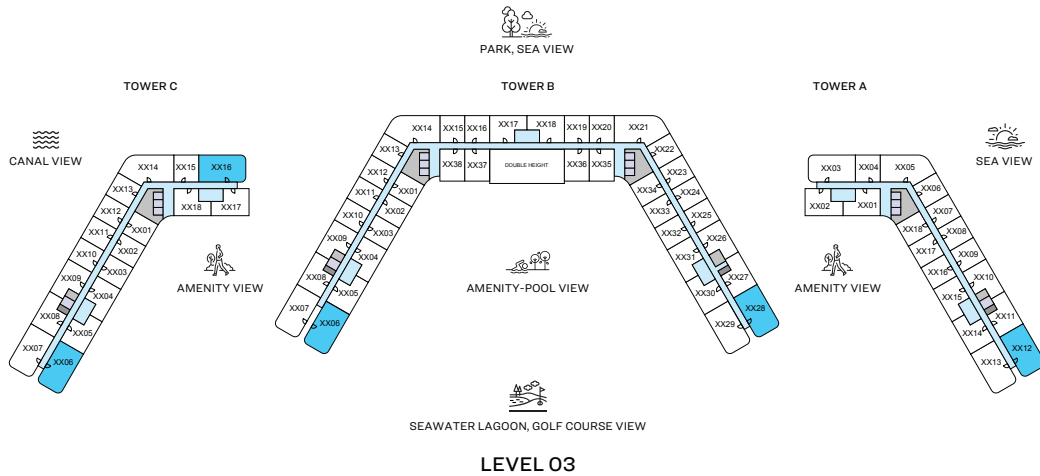 PARK, SEA VIEW
TOWER C
TOWER B
TOWER A
CANAL VIEW
SEA VIEW
XX14
XX15
XX16
XX13
XX12
XX11
XX10
XX09
XX08
XX07
XX01
XX02
XX03
XX04
XX05
XX06
XX18
XX17
AMENITY VIEW
XX14
XX15
XX16
XX17
XX18
XX19
XX20
XX21
XX38
XX37
DOUBLE HEIGHT
XX36
XX35
XX13
XX12
XX11
XX10
XX09
XX08
XX07
XX01
XX02
XX03
XX04
XX05
XX06
XX22
XX23
XX24
XX25
XX26
XX27
XX28
XX34
XX33
XX32
XX31
XX30
XX29
AMENITY-POOL VIEW
AMENITY VIEW
XX03
XX04
XX05
XX02
XX01
XX06
XX07
XX08
XX09
XX10
XX11
XX12
XX18
XX17
XX16
XX15
XX14
XX13
SEAWATER LAGOON, GOLF COURSE VIEW
LEVEL 03